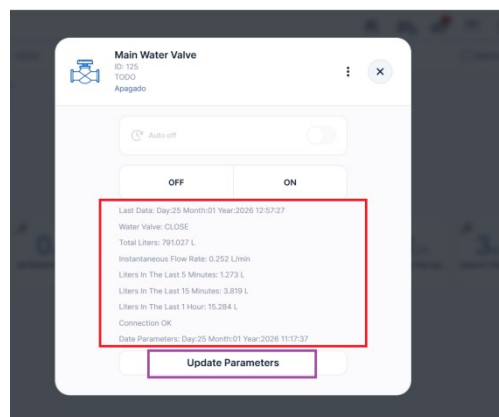 Main Water Valve
ID: 125
TODO
Apagado
Auto off
OFF
ON
Last Data: Day:25 Month:01 Year:2026 12:57:27
Water Valve: CLOSE
Total Liters: 791.027 L
Instantaneous Flow Rate: 0.252 L/min
Liters In The Last 5 Minutes: 1.273 L
Liters In The Last 15 Minutes: 3.819 L
Liters In The Last 1 Hour: 15.284 L
Connection OK
Date Parameters: Day:25 Month:01 Year:2026 11:17:37
Update Parameters